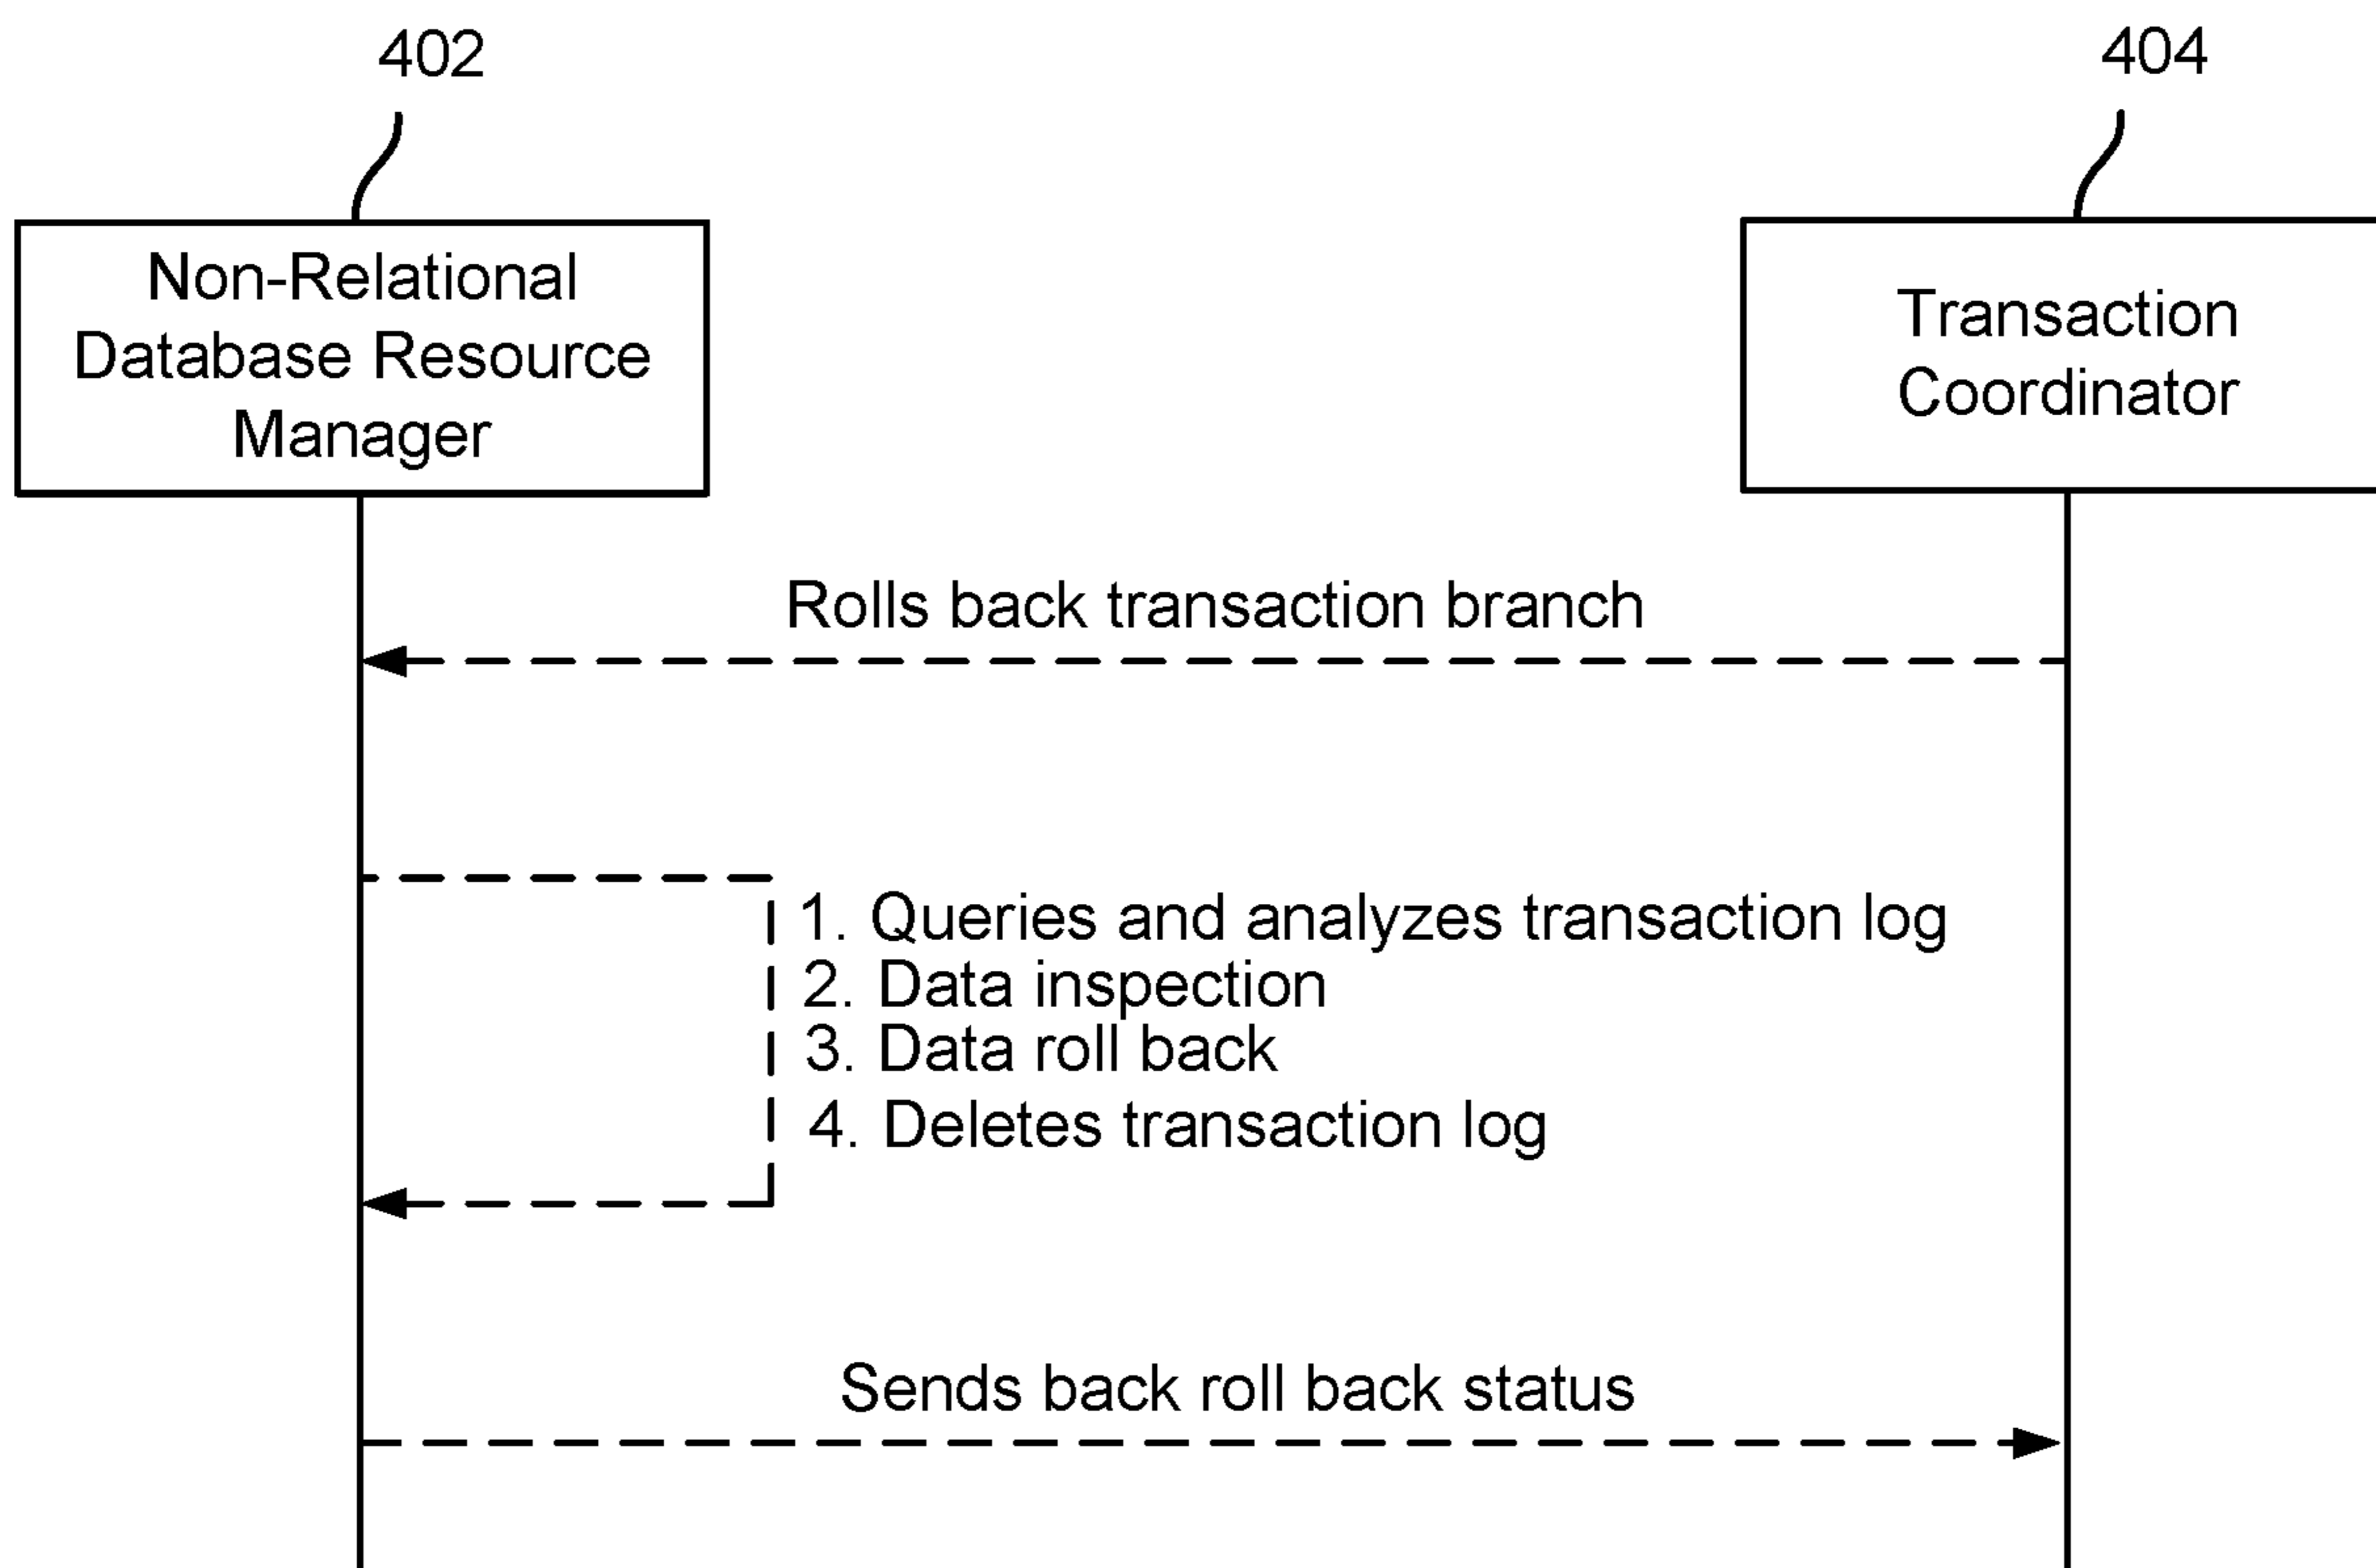 402
404
Non-Relational
Database Resource
Manager
Transaction
Coordinator
Rolls back transaction branch
1. Queries and analyzes transaction log
2. Data inspection
3. Data roll back
4. Deletes transaction log
Sends back roll back status